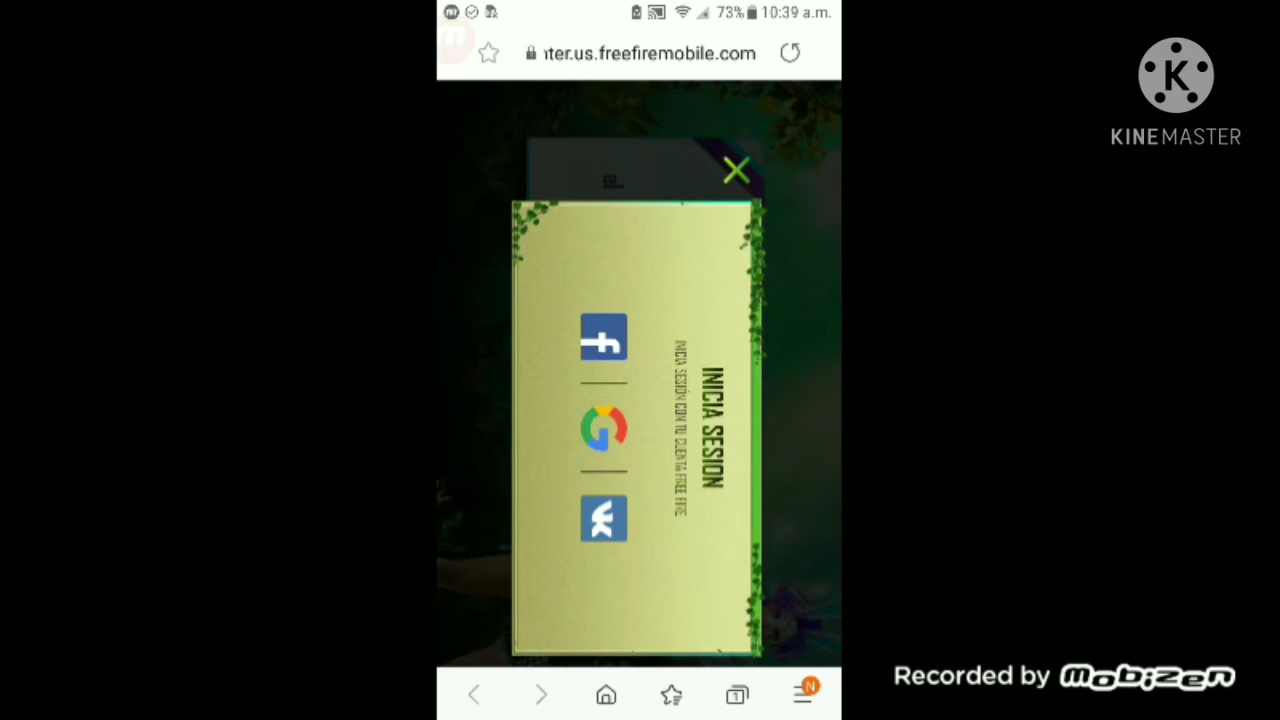 73% 10:39 a.m.
ter.us.freefiremobile.com
K
KINEMASTER
INICIA SESION
INICIA SESIÓN CON TU CUENTA FREE FIRE
1
N
Recorded by mobizen